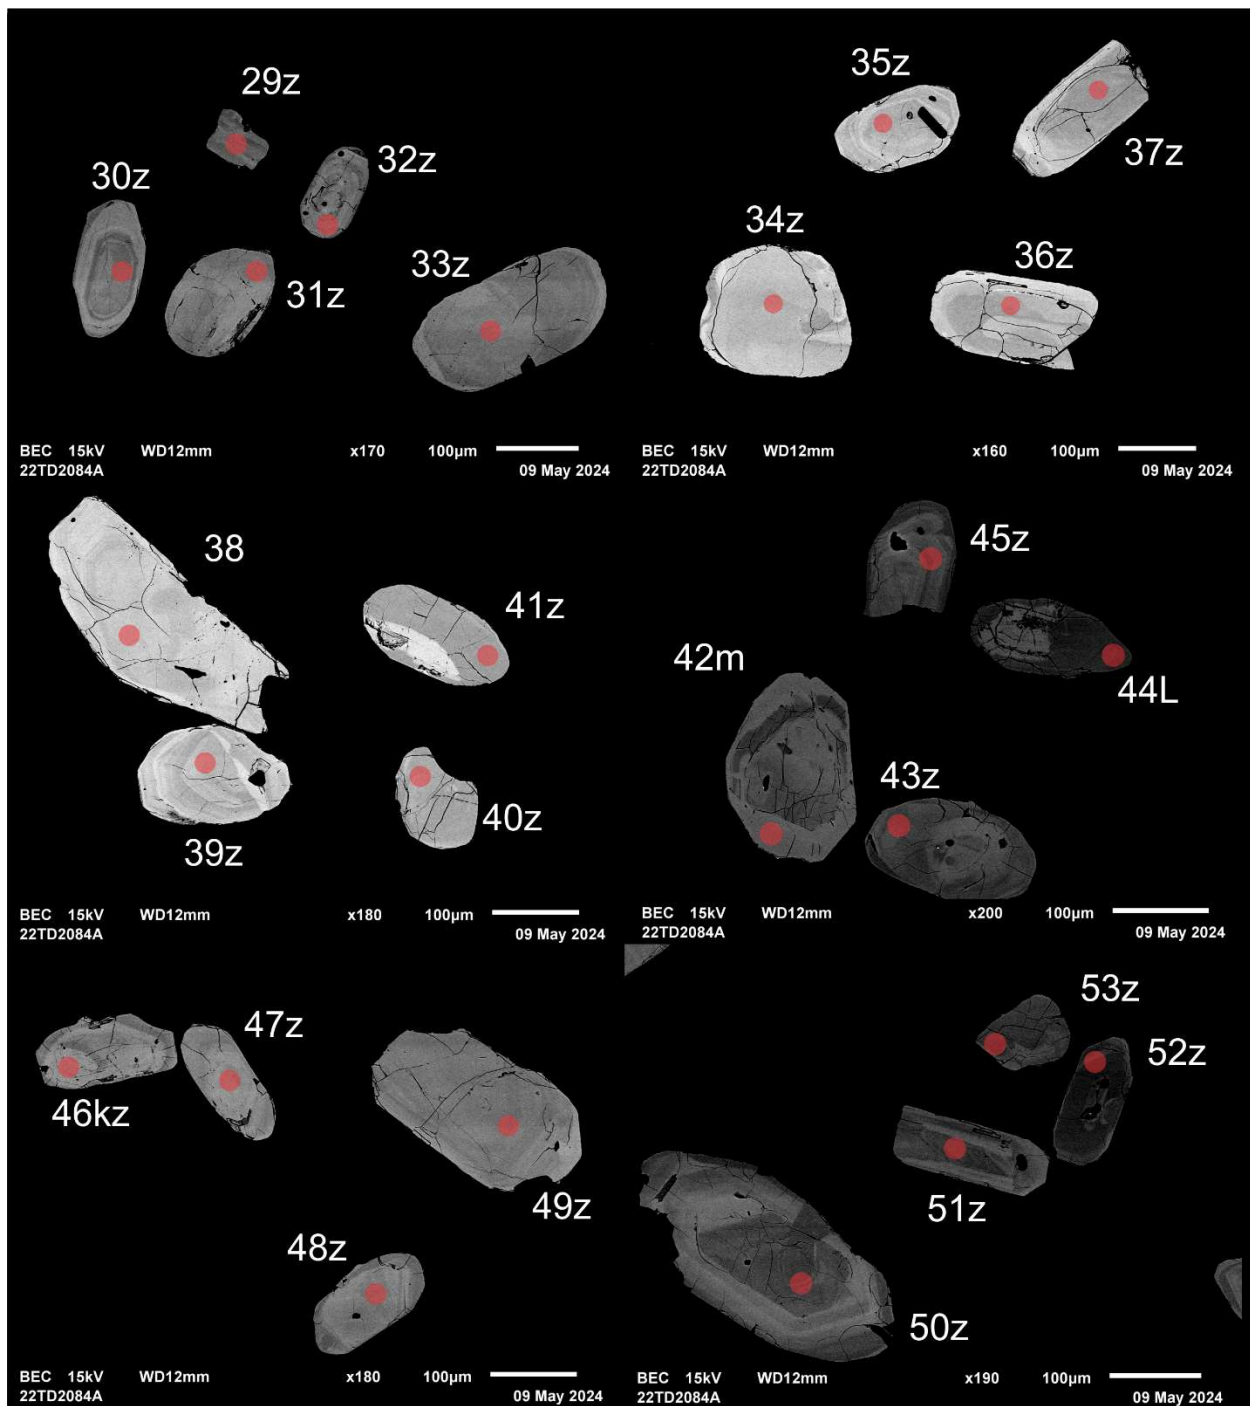 29z
30z
32z
31z
33z
BEC 15kV WD12mm x170 100µm
22TD2084A 09 May 2024
35z
37z
34z
36z
BEC 15kV WD12mm x160 100µm
22TD2084A 09 May 2024
38
41z
40z
39z
BEC 15kV WD12mm x180 100µm
22TD2084A 09 May 2024
45z
42m
44L
43z
BEC 15kV WD12mm x200 100µm
22TD2084A 09 May 2024
47z
46kz
49z
48z
BEC 15kV WD12mm x180 100µm
22TD2084A 09 May 2024
53z
52z
51z
50z
BEC 15kV WD12mm x190 100µm
22TD2084A 09 May 2024